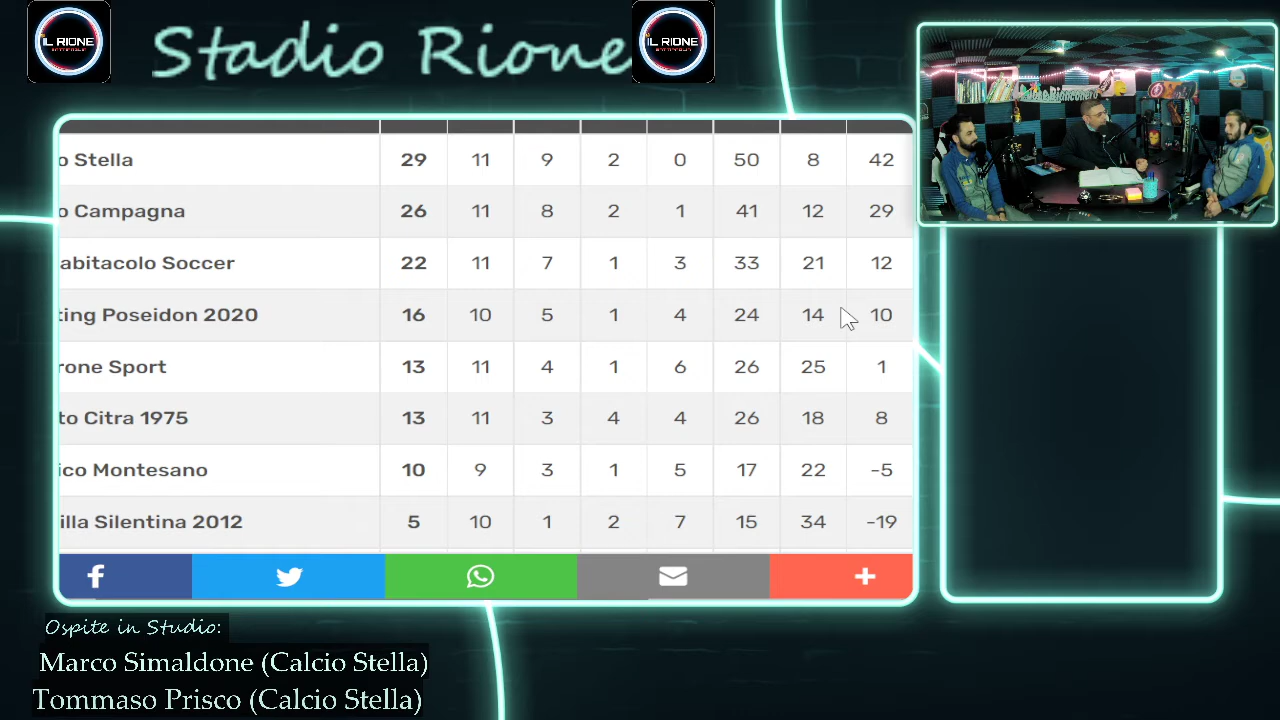 iL RIONE
Stadio Rione
iL RIONE
o Stella 29 11 9 2 0 50 8 42
o Campagna 26 11 8 2 1 41 12 29
abitacolo Soccer 22 11 7 1 3 33 21 12
ting Poseidon 2020 16 10 5 1 4 24 14 10
rone Sport 13 11 4 1 6 26 25 1
to Citra 1975 13 11 3 4 4 26 18 8
ico Montesano 10 9 3 1 5 17 22 -5
illa Silentina 2012 5 10 1 2 7 15 34 -19
Ospite in Studio:
Marco Simaldone (Calcio Stella)
Tommaso Prisco (Calcio Stella)